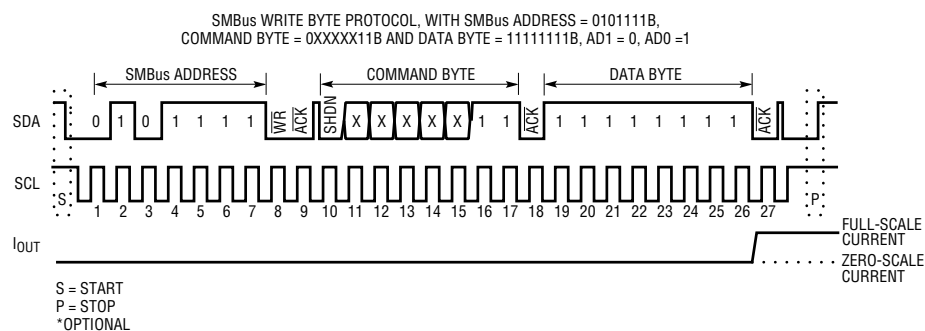 SMBus WRITE BYTE PROTOCOL, WITH SMBus ADDRESS = 0101111B,
COMMAND BYTE = 0XXXXX11B AND DATA BYTE = 11111111B, AD1 = 0, AD0 =1
SMBus ADDRESS COMMAND BYTE DATA BYTE
SDA 0 1 0 1 1 1 1 WR ACK SHDN X X X X X 1 1 ACK 1 1 1 1 1 1 1 1 ACK
SCL S P
1 2 3 4 5 6 7 8 9 10 11 12 13 14 15 16 17 18 19 20 21 22 23 24 25 26 27
IOUT
FULL-SCALE
CURRENT
ZERO-SCALE
CURRENT
S = START
P = STOP
*OPTIONAL